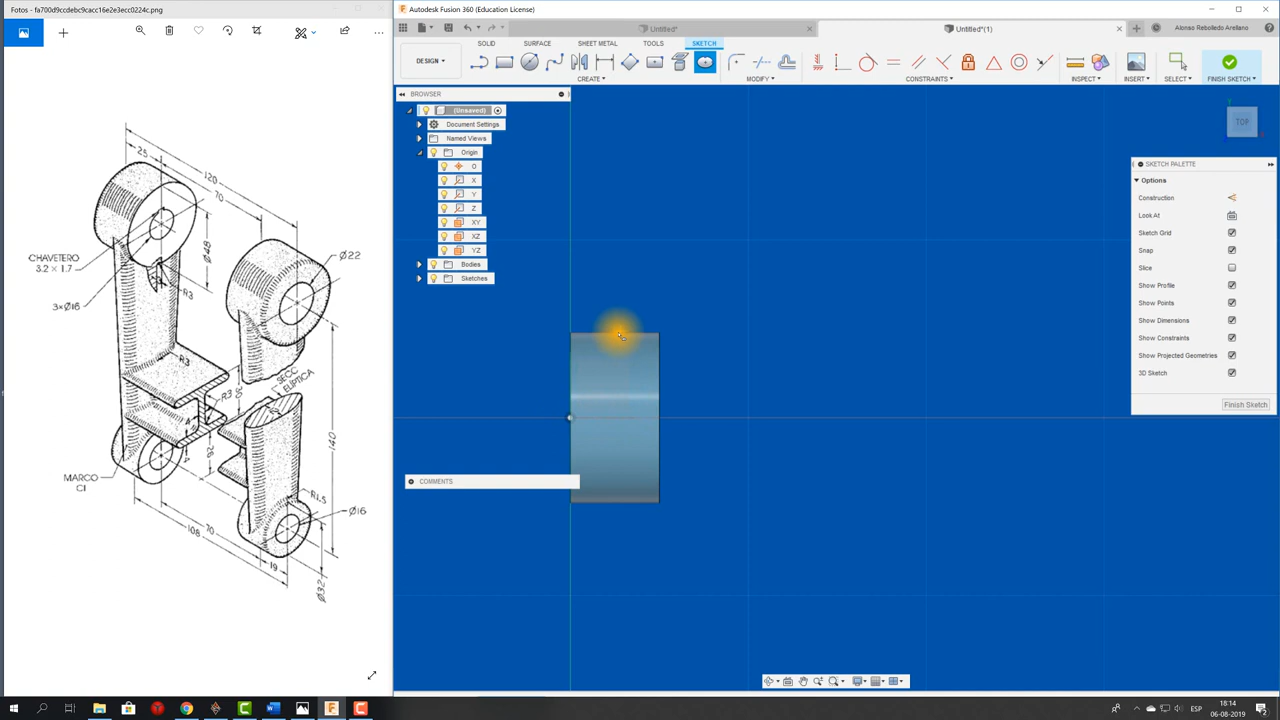 Fotos - fa700d9ccdebc9cacc16e2e3ecc0224c.png
25
120
70
Ø48
CHAVETERO
3.2 × 1.7
3×Ø16
R3
Ø22
R3
R3
SECC
ELÍPTICA
140
MARCO
CI
R1.5
Ø16
70
108
19
Ø32
Autodesk Fusion 360 (Education License)
Untitled*
Untitled*(1)
Alonso Rebolledo Arellano
DESIGN
SOLID
SURFACE
SHEET METAL
TOOLS
SKETCH
CREATE
MODIFY
CONSTRAINTS
INSPECT
INSERT
SELECT
FINISH SKETCH
BROWSER
(Unsaved)
Document Settings
Named Views
Origin
O
X
Y
Z
XY
XZ
YZ
Bodies
Sketches
COMMENTS
TOP
SKETCH PALETTE
Options
Construction
Look At
Sketch Grid
Snap
Slice
Show Profile
Show Points
Show Dimensions
Show Constraints
Show Projected Geometries
3D Sketch
Finish Sketch
ESP
18:14
06-08-2019